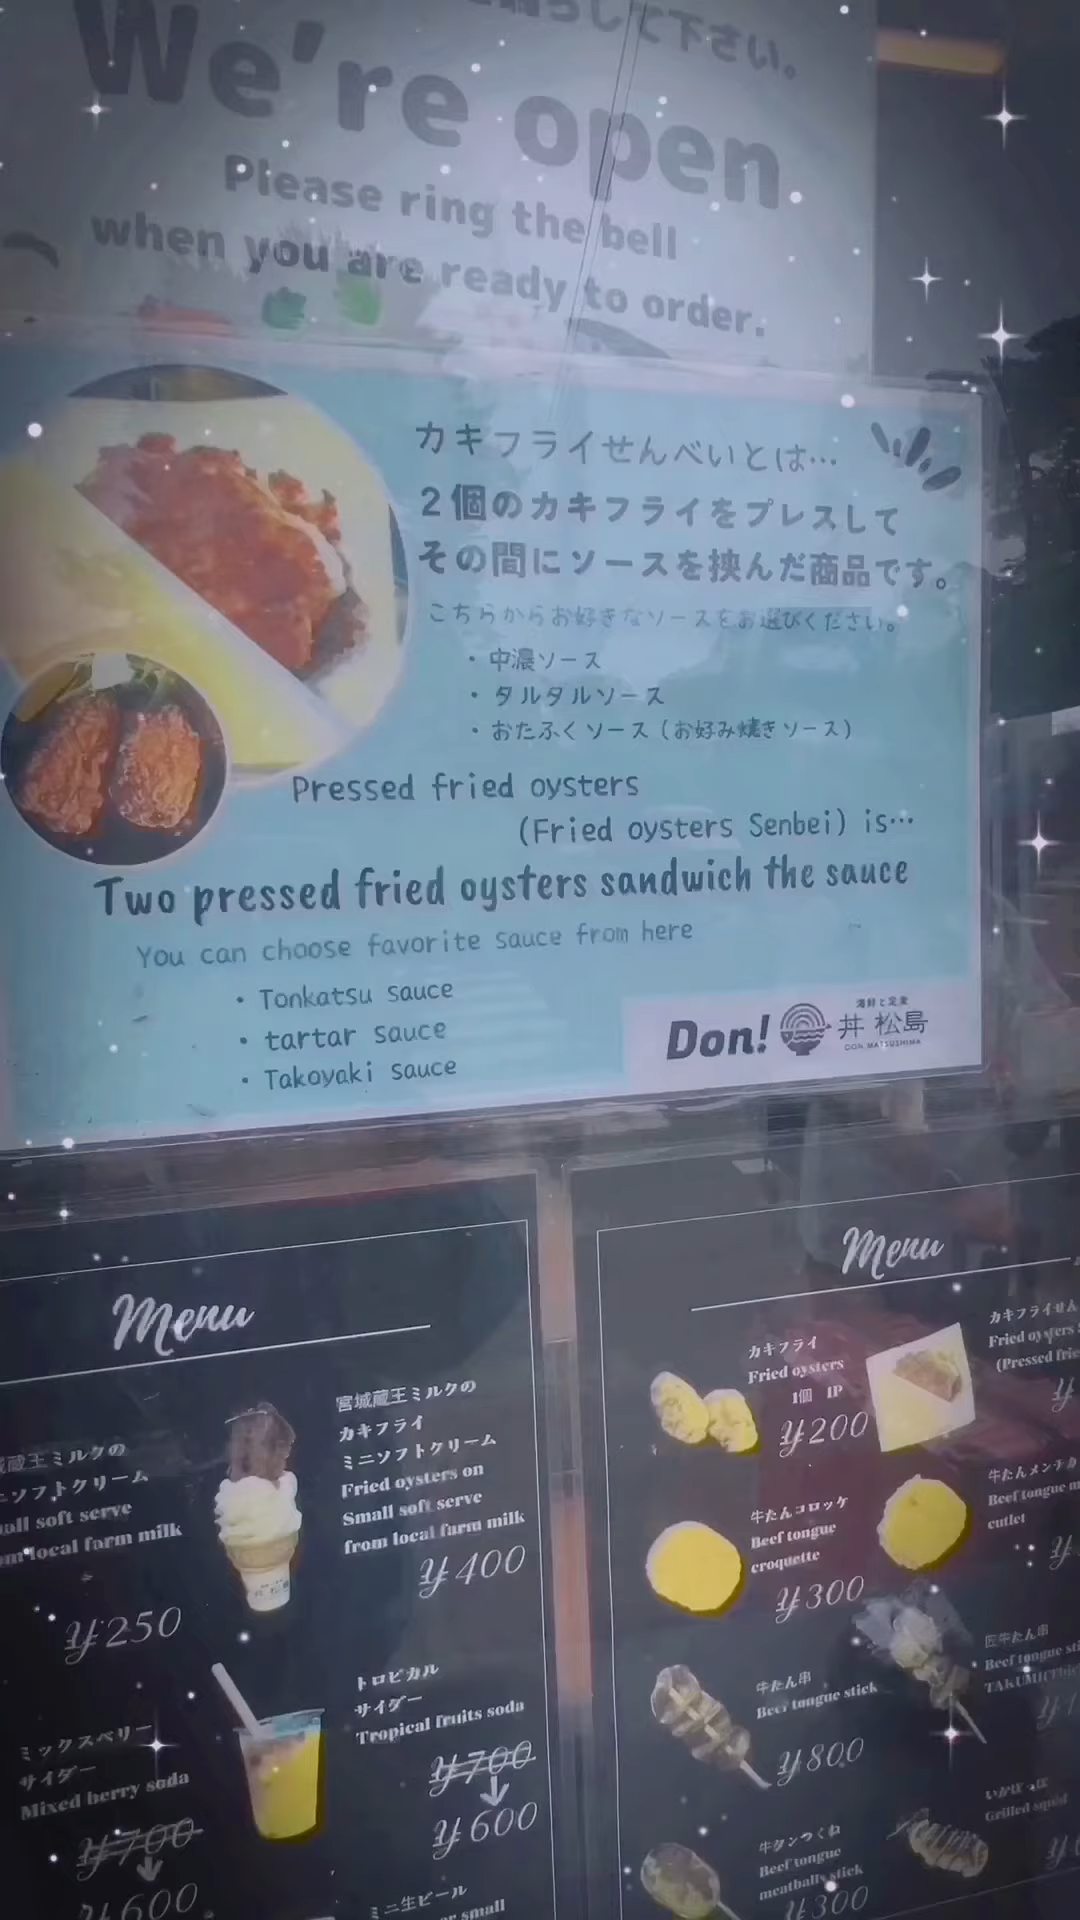 して下さい。
We're open
Please ring the bell
when you are ready to order.
カキフライせんべいとは…
2個のカキフライをプレスして
その間にソースを挟んだ商品です。
こちらからお好きなソースをお選びください。
・中濃ソース
・タルタルソース
・おたふくソース（お好み焼きソース）
Pressed fried oysters
(Fried oysters Senbei) is…
Two pressed fried oysters sandwich the sauce
You can choose favorite sauce from here
・Tonkatsu sauce
・tartar sauce
・Takoyaki sauce
Don!
海鮮と定食
丼 松島
DON MATSUSHIMA
Menu
蔵王ミルクの
ソフトクリーム
soft serve
local farm milk
¥250
宮城蔵王ミルクの
カキフライ
ミニソフトクリーム
Fried oysters on
Small soft serve
from local farm milk
¥400
ミックスベリー
サイダー
Mixed berry soda
¥700
¥600
トロピカル
サイダー
Tropical fruits soda
¥700
¥600
ミニ生ビール
small
Menu
カキフライ
Fried oysters
1個 1P
¥200
カキフライせん
Fried oysters
(Pressed
¥
牛たんコロッケ
Beef tongue
croquette
¥300
牛たんメンチカ
Beef tongue
cutlet
¥
牛たん串
Beef tongue stick
¥800
匠牛たん串
Beef tongue
TAKUMI
牛タンつくね
Beef tongue
meatballs stick
¥300
いかぽっぽ
Grilled squid